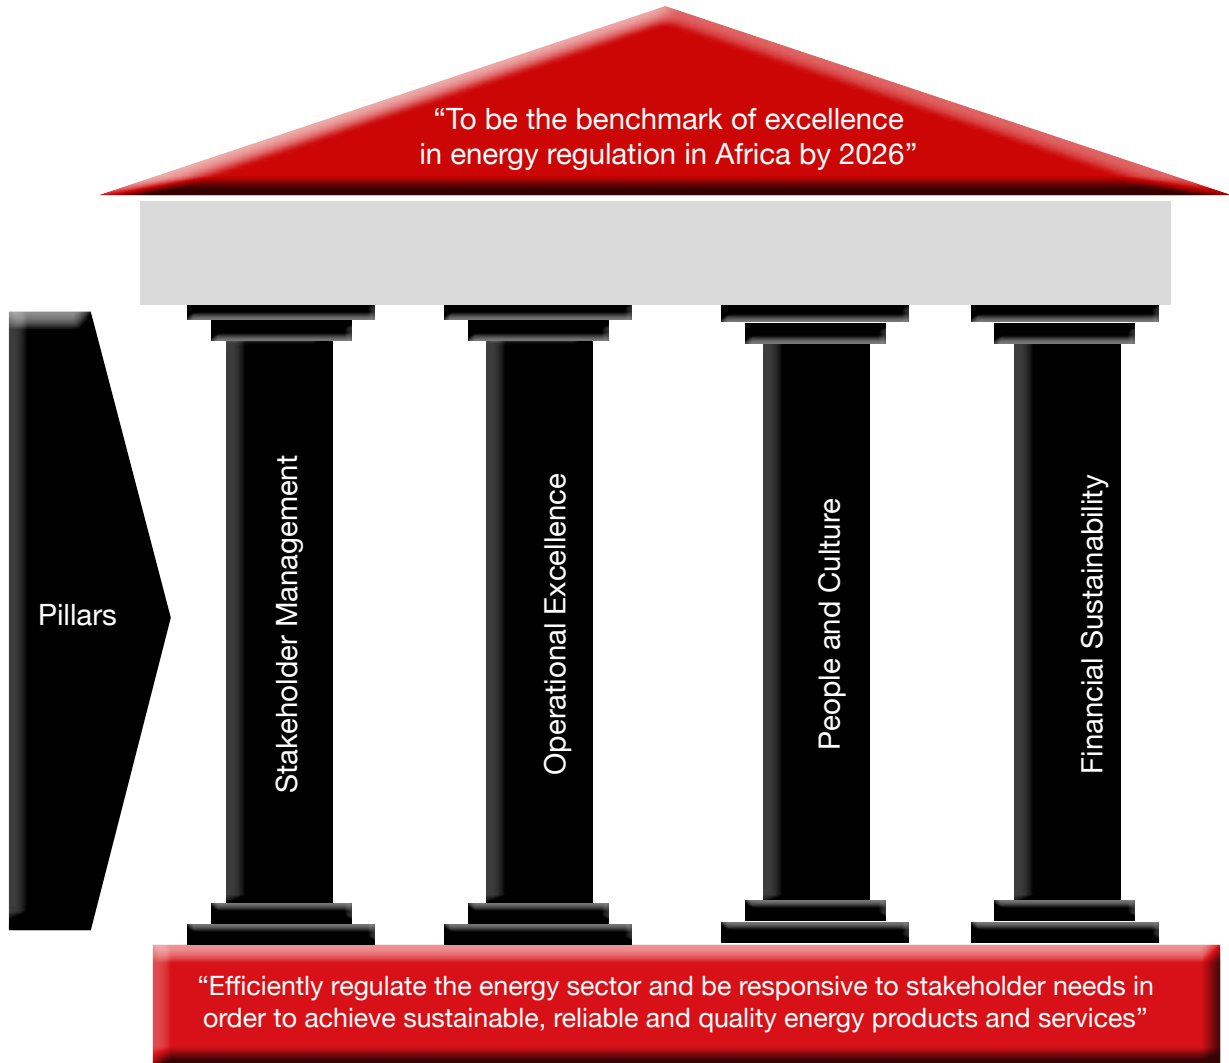 “To be the benchmark of excellence
in energy regulation in Africa by 2026”
Pillars
Stakeholder Management
Operational Excellence
People and Culture
Financial Sustainability
“Efficiently regulate the energy sector and be responsive to stakeholder needs in
order to achieve sustainable, reliable and quality energy products and services”